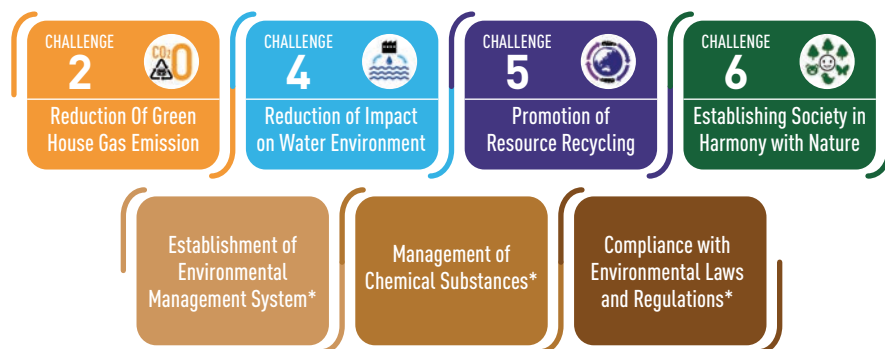 CHALLENGE
2
CO₂
0
Reduction Of Green
House Gas Emission
CHALLENGE
4
Reduction of Impact
on Water Environment
CHALLENGE
5
Promotion of
Resource Recycling
CHALLENGE
6
Establishing Society in
Harmony with Nature
Establishment of
Environmental
Management System*
Management of
Chemical Substances*
Compliance with
Environmental Laws
and Regulations*